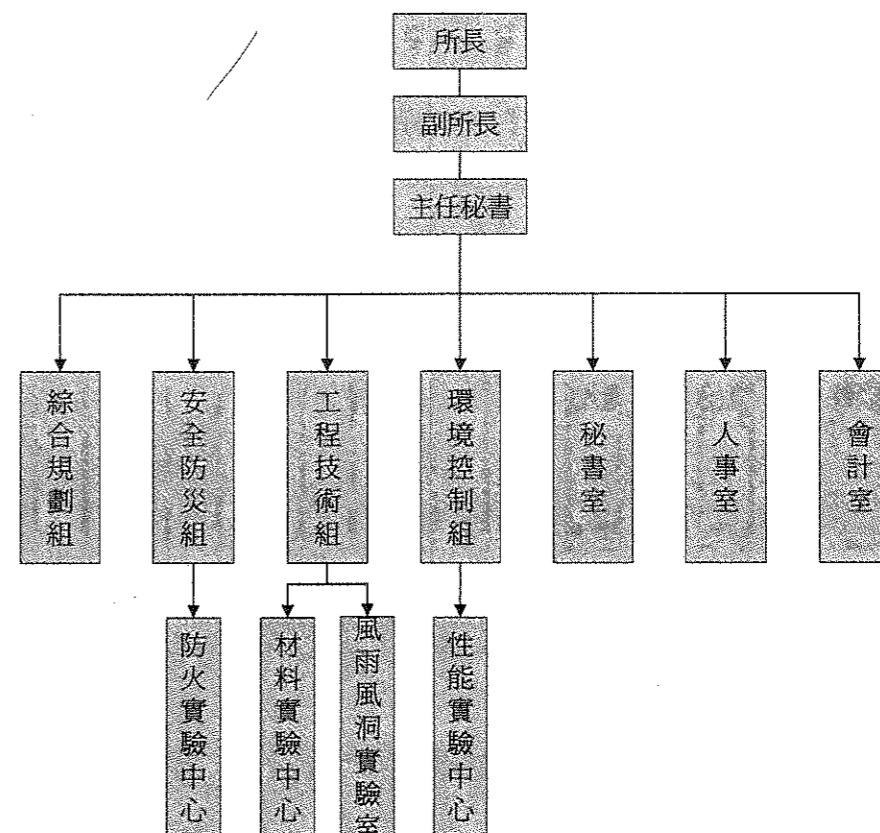 所長
副所長
主任秘書
綜合規劃組
安全防災組
工程技術組
環境控制組
秘書室
人事室
會計室
防火實驗中心
材料實驗中心
風雨風洞實驗室
性能實驗中心